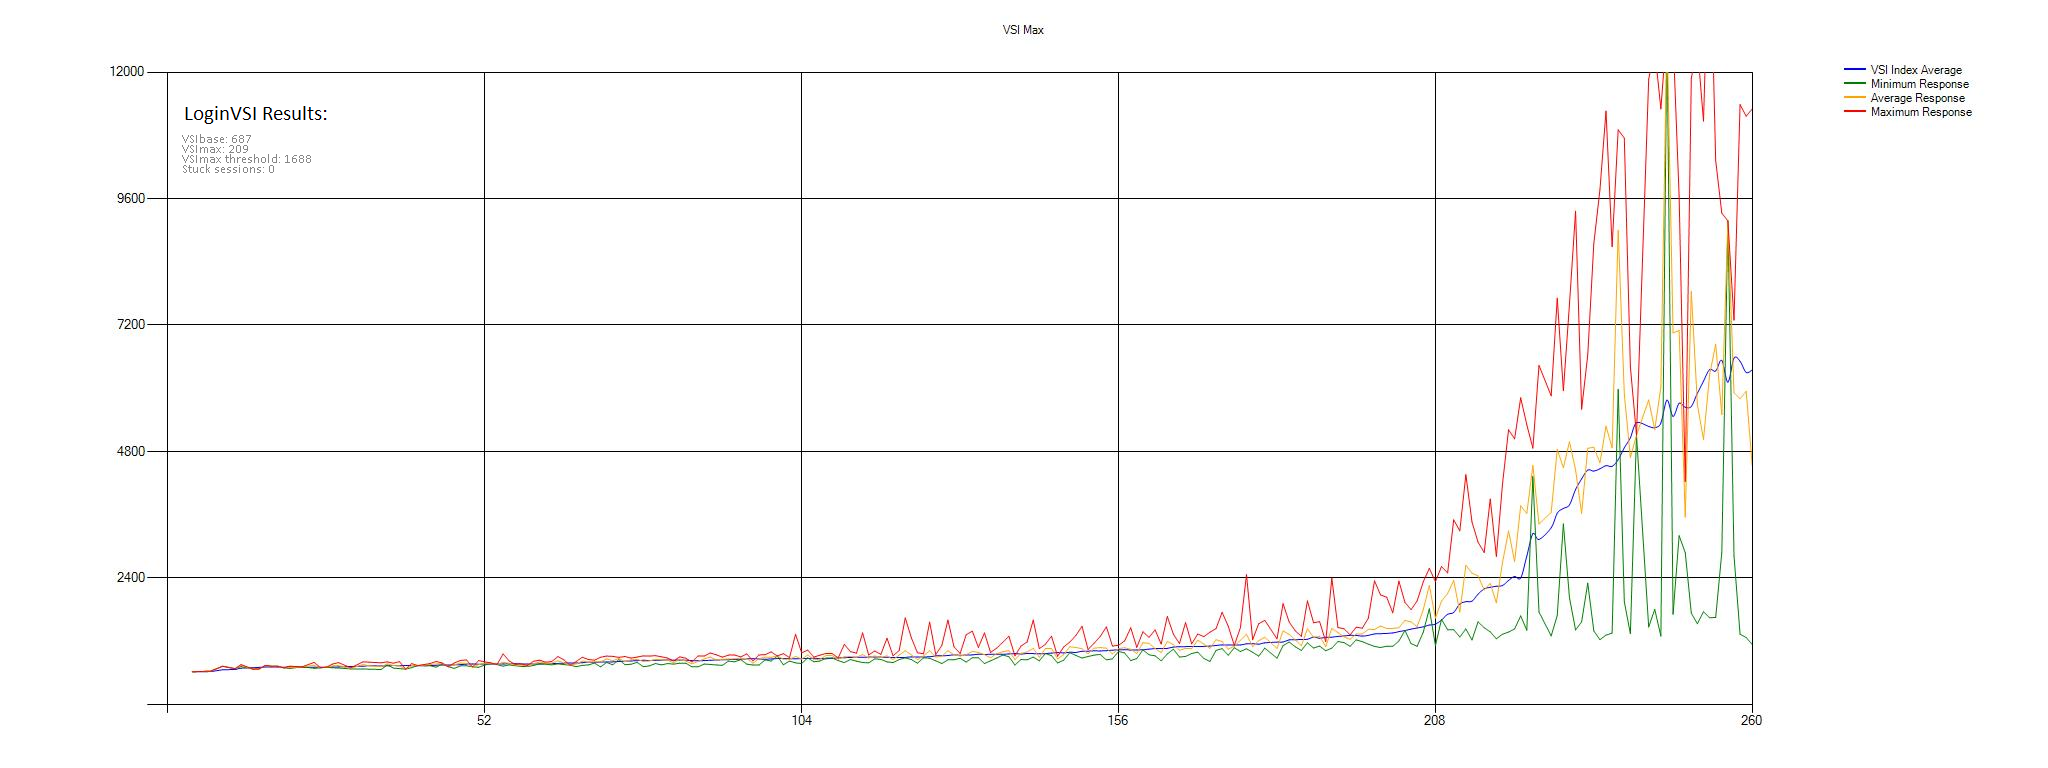 VSI Max
12000
9600
7200
4800
2400
LoginVSI Results:
VSIbase: 687
VSImax: 209
VSImax threshold: 1688
Stuck sessions: 0
VSI Index Average
Minimum Response
Average Response
Maximum Response
52
104
156
208
260